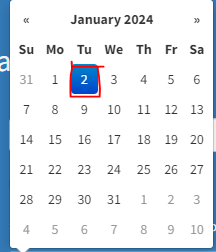 « January 2024 »
Su Mo Tu We Th Fr Sa
31 1 2 3 4 5 6
7 8 9 10 11 12 13
14 15 16 17 18 19 20
21 22 23 24 25 26 27
28 29 30 31 1 2 3
4 5 6 7 8 9 10